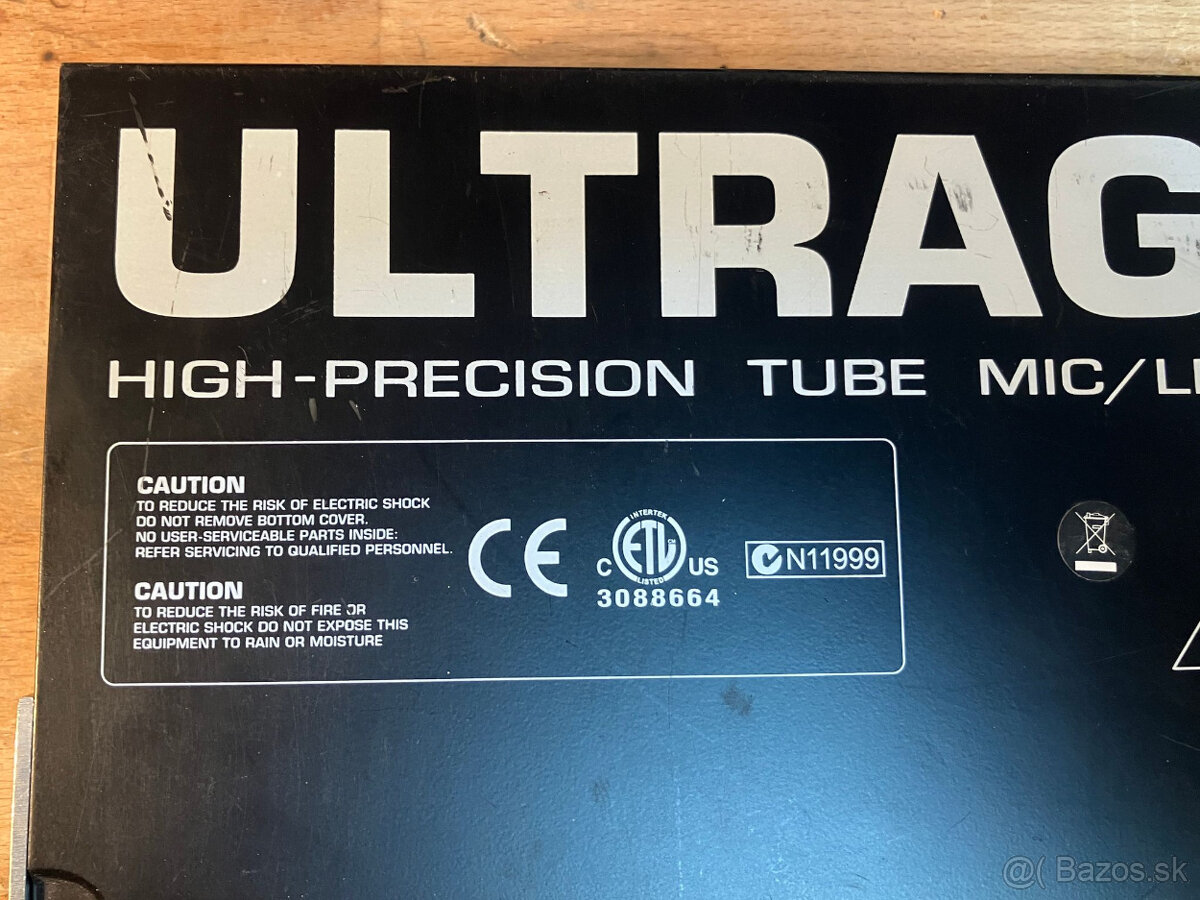 ULTRAG
HIGH-PRECISION TUBE MIC/LI
CAUTION
TO REDUCE THE RISK OF ELECTRIC SHOCK
DO NOT REMOVE BOTTOM COVER.
NO USER-SERVICEABLE PARTS INSIDE:
REFER SERVICING TO QUALIFIED PERSONNEL.
CAUTION
TO REDUCE THE RISK OF FIRE OR
ELECTRIC SHOCK DO NOT EXPOSE THIS
EQUIPMENT TO RAIN OR MOISTURE
CE
INTERTEK
C ETL US
LISTED
3088664
N11999
@( Bazos.sk